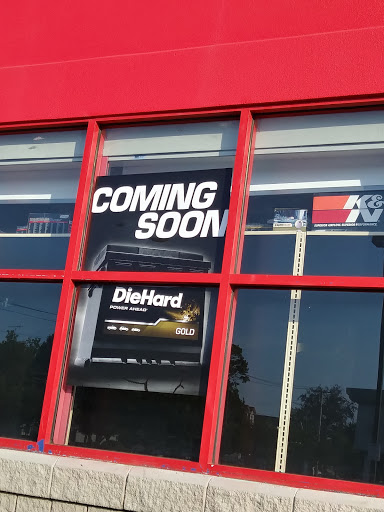 COMING
SOON
K&N
DieHard
POWER AHEAD
GOLD